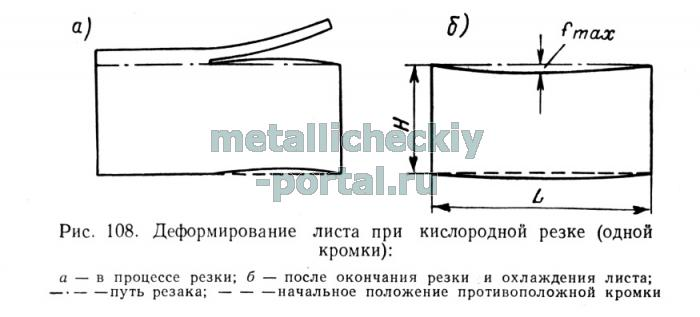 а)
б)
fmax
H
L
metallicheckiy
-portal.ru
Рис. 108. Деформирование листа при кислородной резке (одной
кромки):
а — в процессе резки; б — после окончания резки и охлаждения листа;
—·—·— —путь резака; — — —начальное положение противоположной кромки